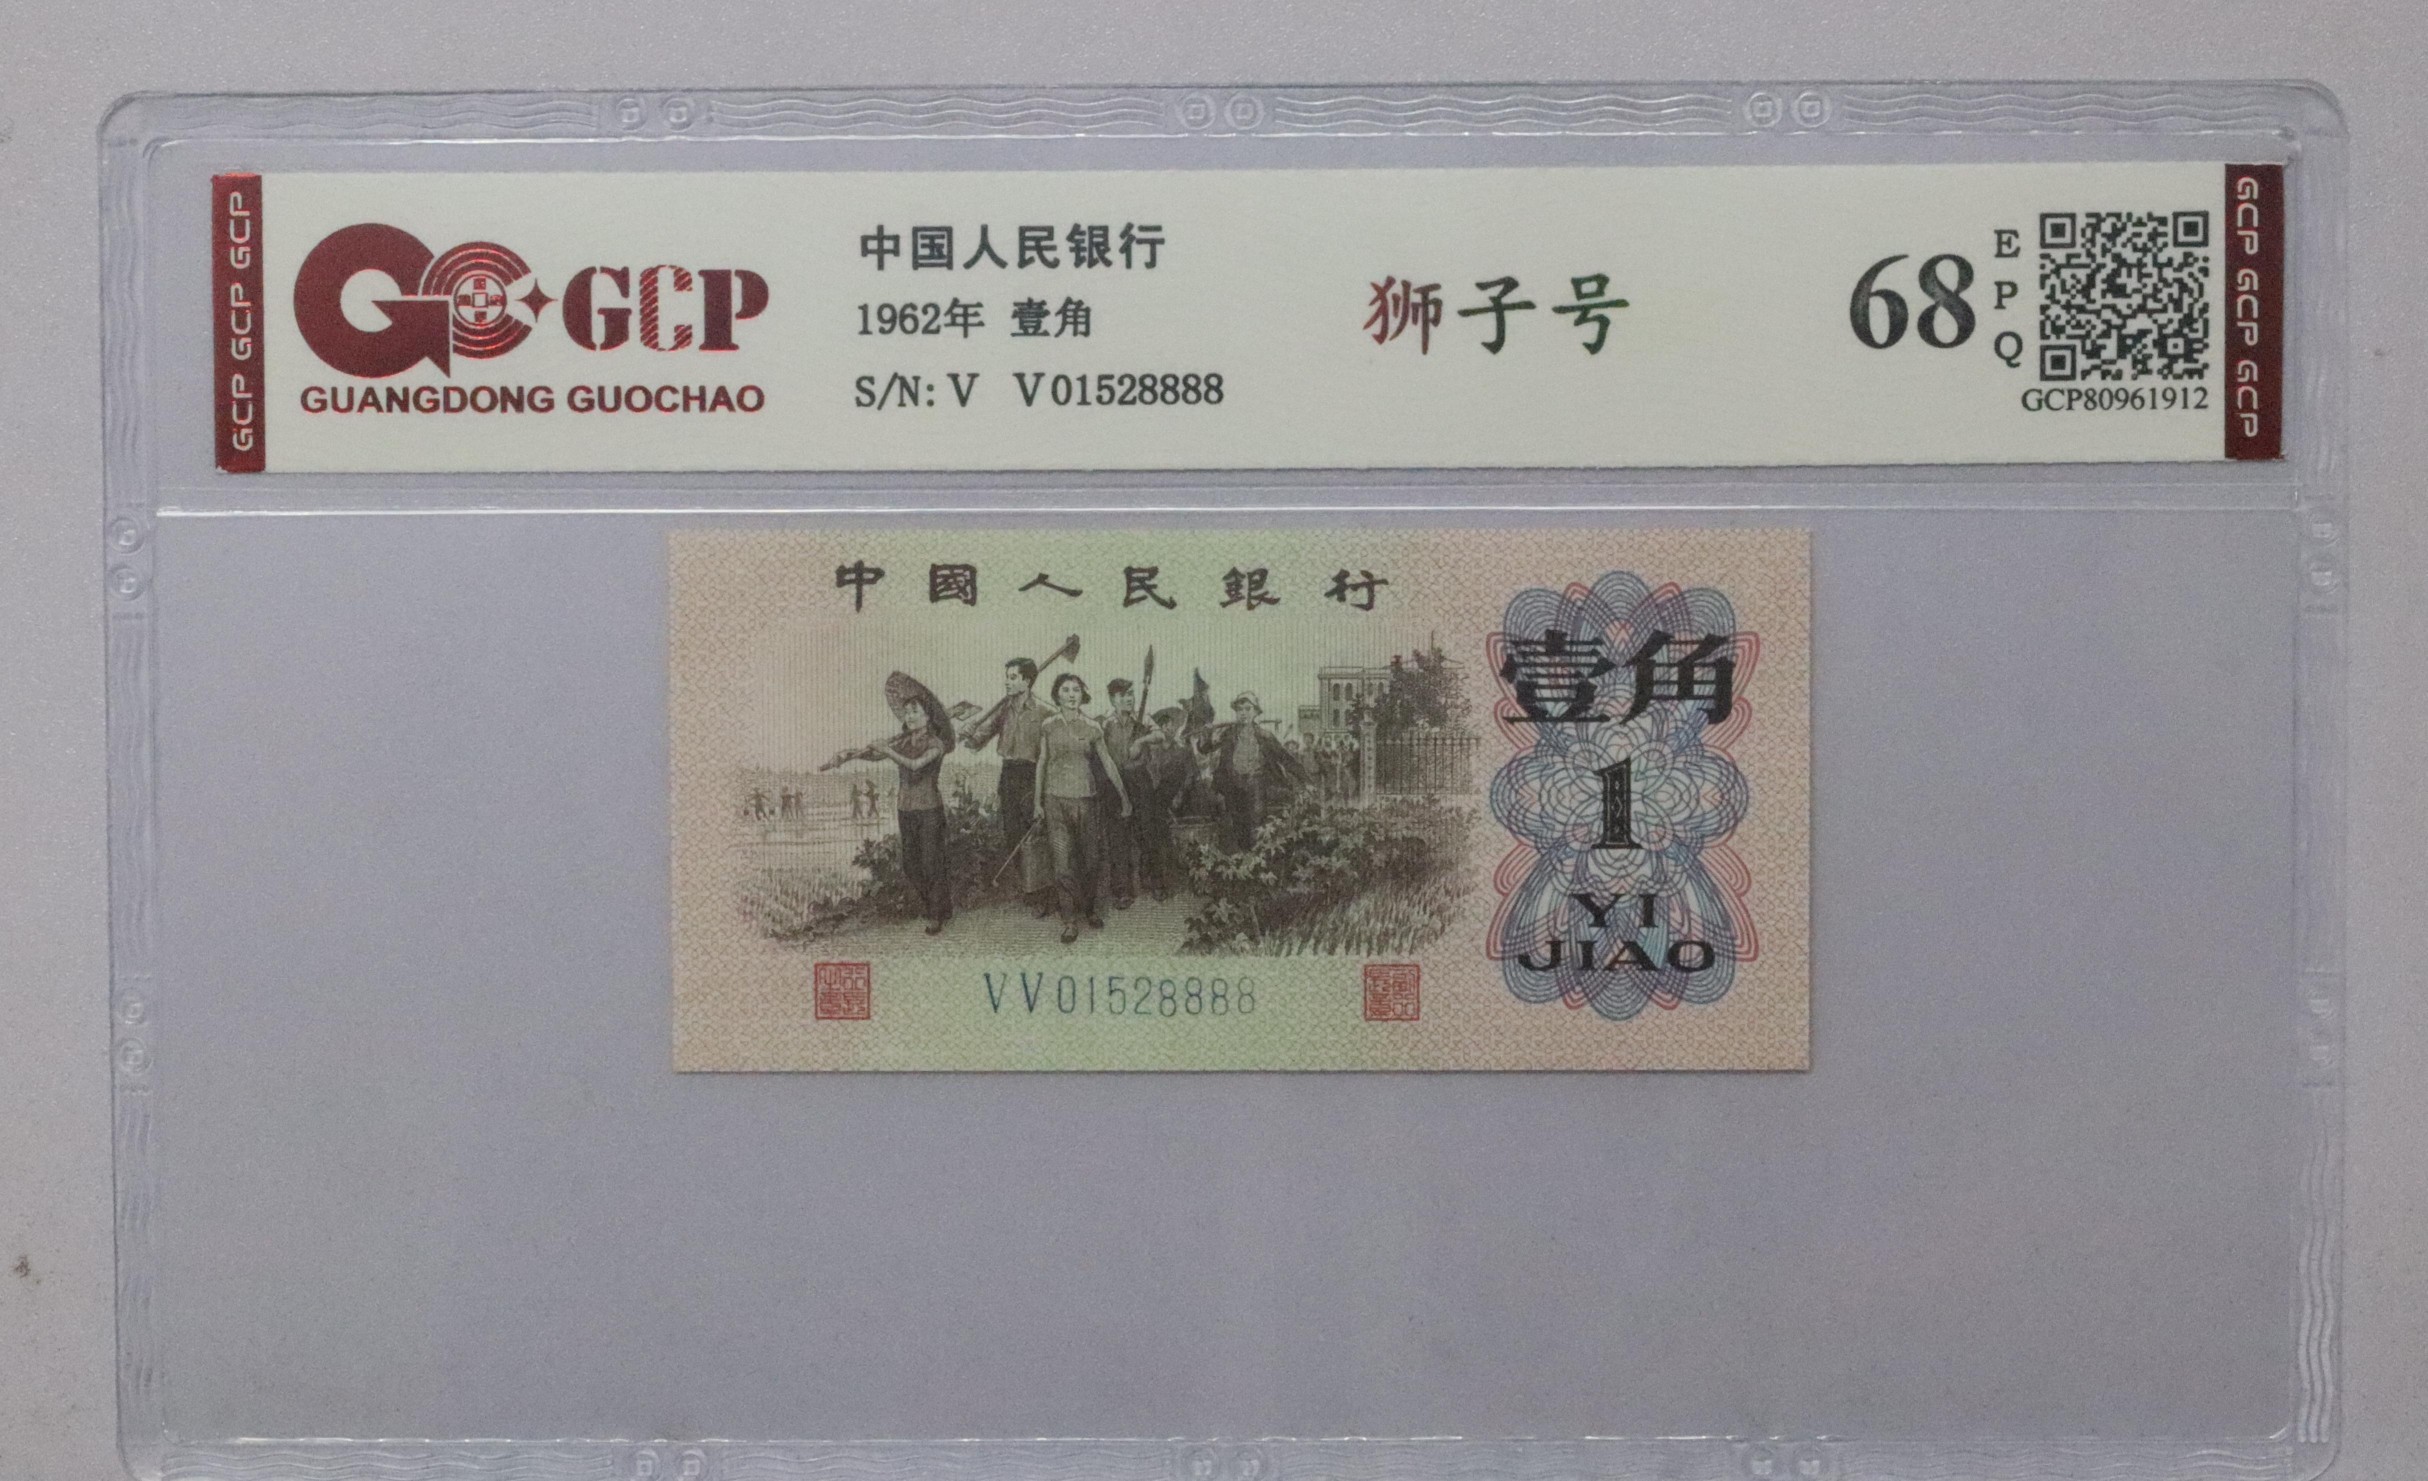 GCP GCP GCP
GCP
GUANGDONG GUOCHAO
中国人民银行
1962年 壹角
S/N: V V01528888
狮子号
68
E
P
Q
GCP80961912
GCP GCP GCP
中國人民銀行
壹角
1
YI
JIAO
VV01528888